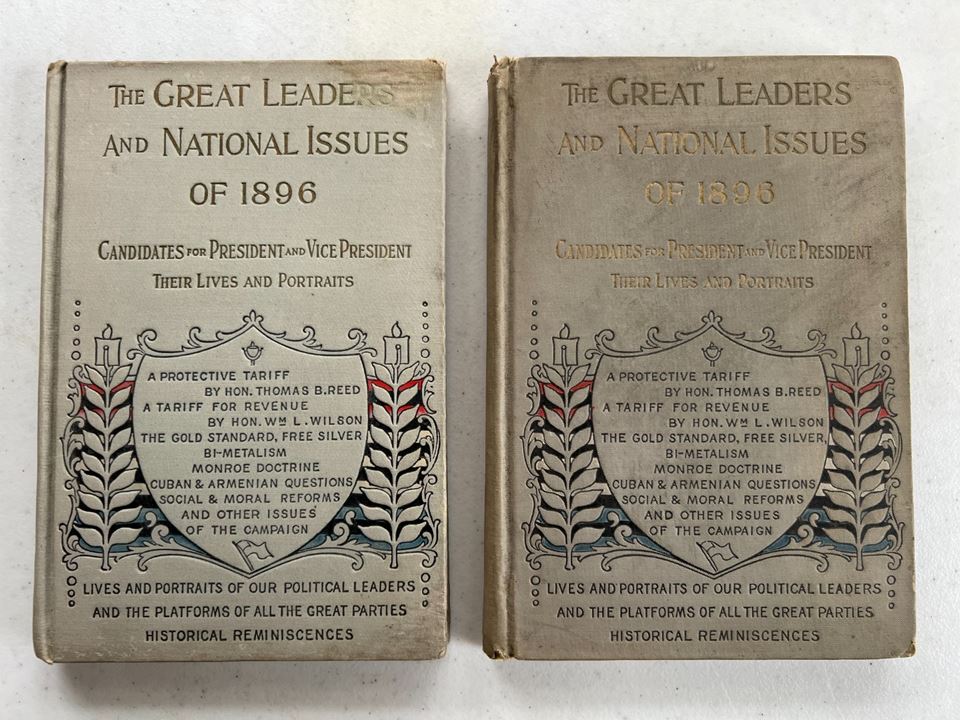 THE GREAT LEADERS
AND NATIONAL ISSUES
OF 1896
CANDIDATES FOR PRESIDENT AND VICE PRESIDENT
THEIR LIVES AND PORTRAITS
A PROTECTIVE TARIFF
BY HON. THOMAS B. REED
A TARIFF FOR REVENUE
BY HON. WM L. WILSON
THE GOLD STANDARD, FREE SILVER,
BI-METALISM
MONROE DOCTRINE
CUBAN & ARMENIAN QUESTIONS
SOCIAL & MORAL REFORMS
AND OTHER ISSUES
OF THE CAMPAIGN
LIVES AND PORTRAITS OF OUR POLITICAL LEADERS
AND THE PLATFORMS OF ALL THE GREAT PARTIES
HISTORICAL REMINISCENCES
THE GREAT LEADERS
AND NATIONAL ISSUES
OF 1896
CANDIDATES FOR PRESIDENT AND VICE PRESIDENT
THEIR LIVES AND PORTRAITS
A PROTECTIVE TARIFF
BY HON. THOMAS B. REED
A TARIFF FOR REVENUE
BY HON. WM L. WILSON
THE GOLD STANDARD, FREE SILVER,
BI-METALISM
MONROE DOCTRINE
CUBAN & ARMENIAN QUESTIONS
SOCIAL & MORAL REFORMS
AND OTHER ISSUES
OF THE CAMPAIGN
LIVES AND PORTRAITS OF OUR POLITICAL LEADERS
AND THE PLATFORMS OF ALL THE GREAT PARTIES
HISTORICAL REMINISCENCES